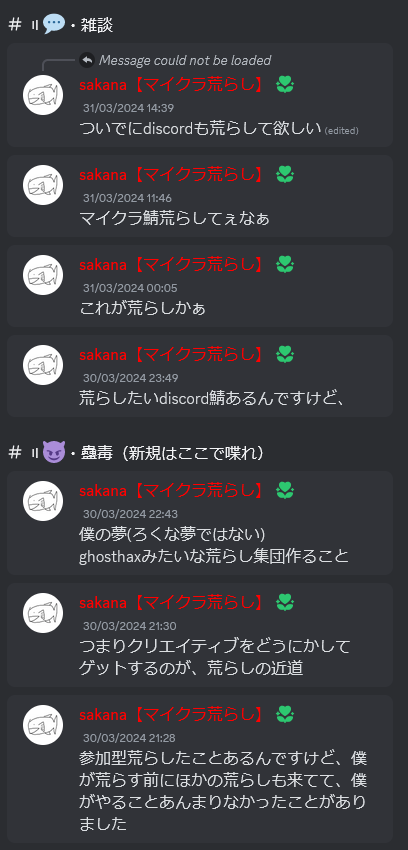 # 💬・雑談
Message could not be loaded
sakana【マイクラ荒らし】
31/03/2024 14:39
ついでにdiscordも荒らして欲しい (edited)
sakana【マイクラ荒らし】
31/03/2024 11:46
マイクラ鯖荒らしてぇなぁ
sakana【マイクラ荒らし】
31/03/2024 00:05
これが荒らしかぁ
sakana【マイクラ荒らし】
30/03/2024 23:49
荒らしたいdiscord鯖あるんですけど、
# 😈・蠱毒（新規はここで喋れ）
sakana【マイクラ荒らし】
30/03/2024 22:43
僕の夢(ろくな夢ではない)
ghosthaxみたいな荒らし集団作ること
sakana【マイクラ荒らし】
30/03/2024 21:30
つまりクリエイティブをどうにかして
ゲットするのが、荒らしの近道
sakana【マイクラ荒らし】
30/03/2024 21:28
参加型荒らしたことあるんですけど、僕
が荒らす前にほかの荒らしも来てて、僕
がやることあんまりなかったことがあり
ました